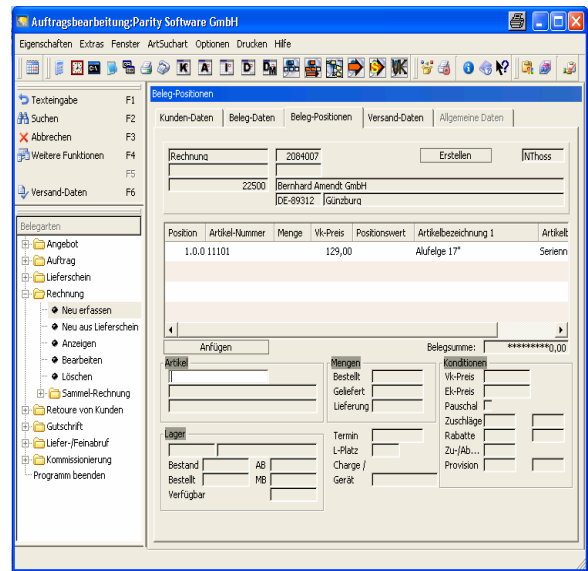 Auftragsbearbeitung:Parity Software GmbH
Eigenschaften Extras Fenster ArtSuchart Optionen Drucken Hilfe
K A T D DM VK
Texteingabe F1
Suchen F2
Abbrechen F3
Weitere Funktionen F4
F5
Versand-Daten F6
Belegarten
Angebot
Auftrag
Lieferschein
Rechnung
Neu erfassen
Neu aus Lieferschein
Anzeigen
Bearbeiten
Löschen
Sammel-Rechnung
Retoure von Kunden
Gutschrift
Liefer-/Feinabruf
Kommissionierung
Programm beenden
Beleg-Positionen
Kunden-Daten Beleg-Daten Beleg-Positionen Versand-Daten Allgemeine Daten
Rechnung 2084007 Erstellen NThoss
22500 Bernhard Amendt GmbH
DE-89312 Günzburg
Position Artikel-Nummer Menge Vk-Preis Positionswert Artikelbezeichnung 1 Artikelb
1.0.0 11101 129,00 Alufelge 17" Serienn
Anfügen Belegsumme: *********0,00
Artikel Mengen Konditionen
Bestellt Vk-Preis
Geliefert Ek-Preis
Lieferung Pauschal
Zuschläge
Lager Termin Rabatte
L-Platz Zu-/Ab...
Bestand AB Charge / Provision
Bestellt MB Gerät
Verfügbar